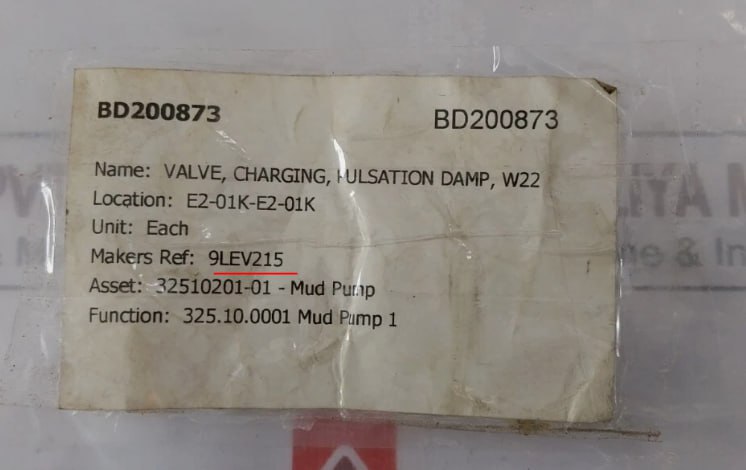 BD200873 BD200873
Name: VALVE, CHARGING, PULSATION DAMP, W22
Location: E2-01K-E2-01K
Unit: Each
Makers Ref: 9LEV215
Asset: 32510201-01 - Mud Pump
Function: 325.10.0001 Mud Pump 1